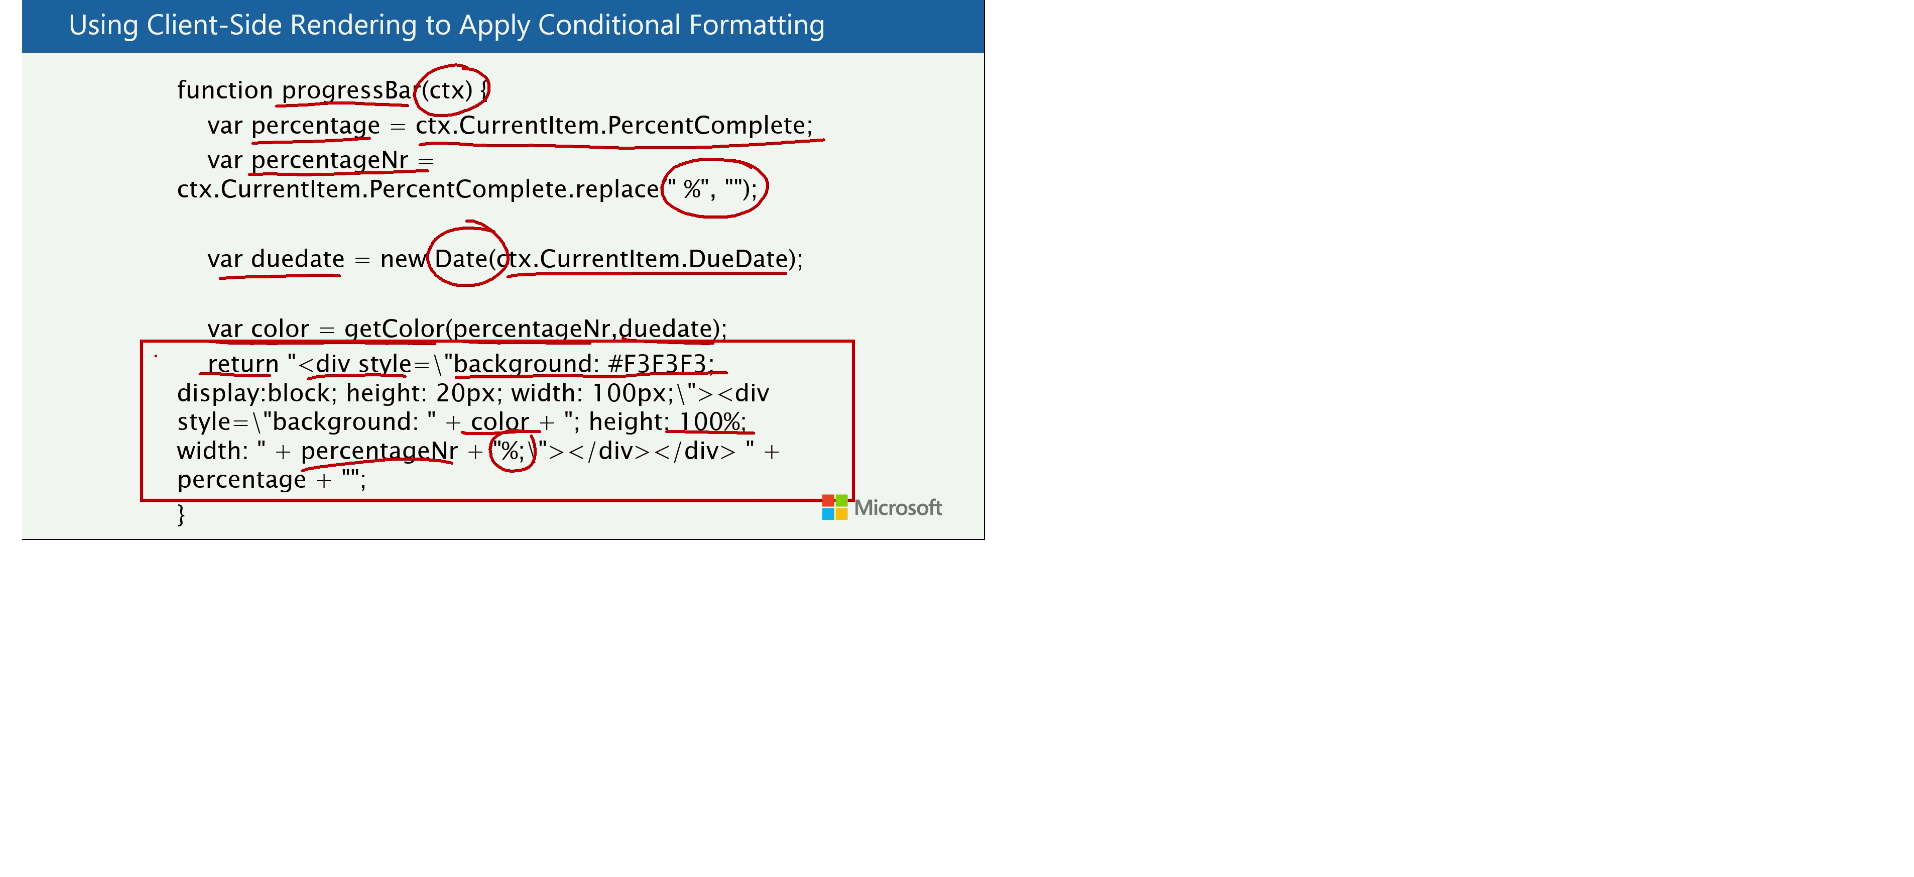 Using Client-Side Rendering to Apply Conditional Formatting
function progressBar(ctx) {
var percentage = ctx.CurrentItem.PercentComplete;
var percentageNr =
ctx.CurrentItem.PercentComplete.replace(" %", "");
var duedate = new Date(ctx.CurrentItem.DueDate);
var color = getColor(percentageNr,duedate);
return "<div style=\"background: #F3F3F3;
display:block; height: 20px; width: 100px;\"><div
style=\"background: " + color + "; height: 100%;
width: " + percentageNr + "%;\"></div></div> " +
percentage + "";
}
Microsoft